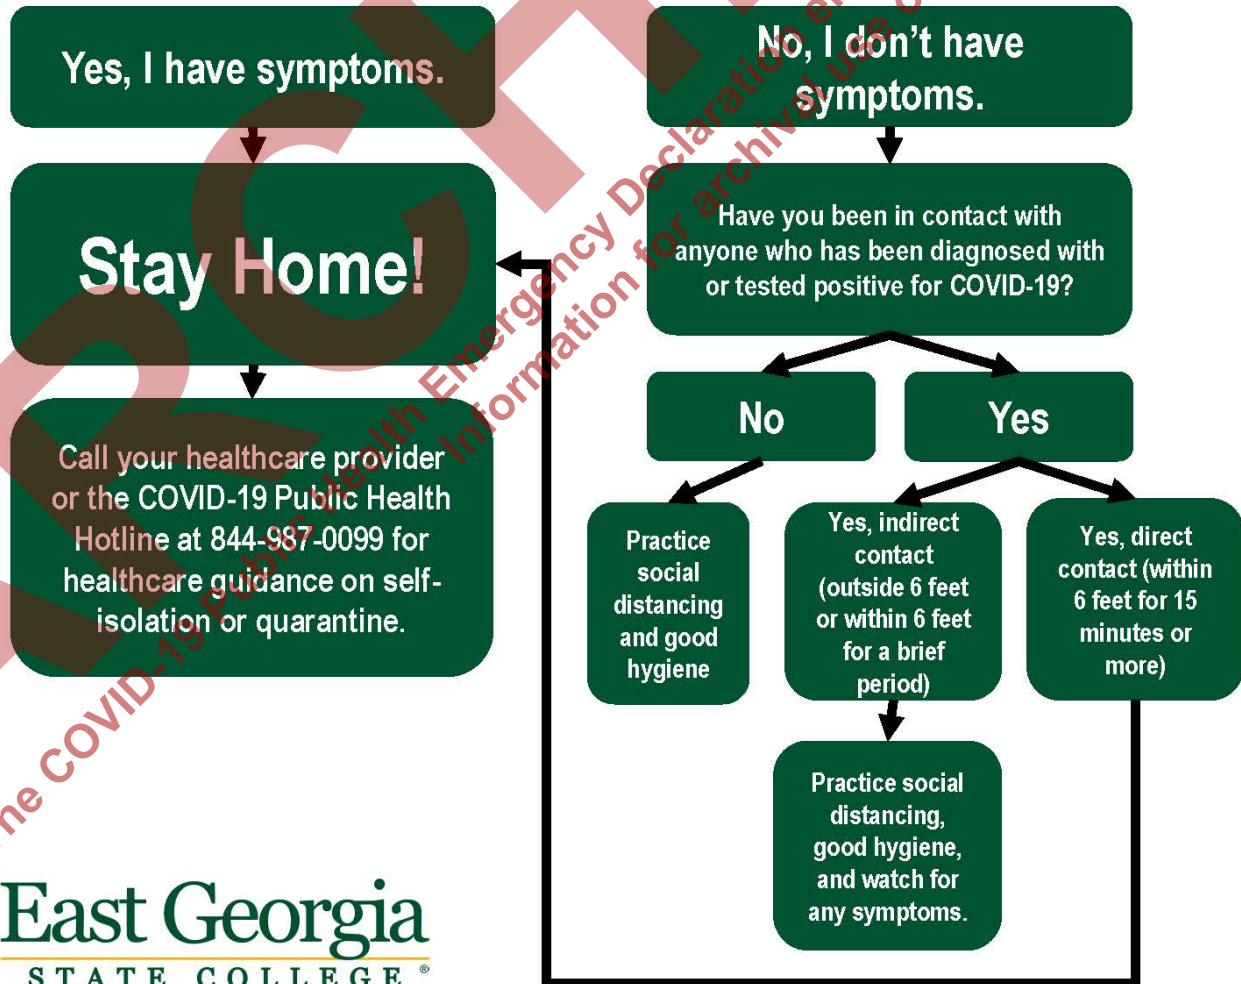 Yes, I have symptoms.
Stay Home!
Call your healthcare provider
or the COVID-19 Public Health
Hotline at 844-987-0099 for
healthcare guidance on self-
isolation or quarantine.
No, I don't have
symptoms.
Have you been in contact with
anyone who has been diagnosed with
or tested positive for COVID-19?
No
Yes
Practice
social
distancing
and good
hygiene
Yes, indirect
contact
(outside 6 feet
or within 6 feet
for a brief
period)
Yes, direct
contact (within
6 feet for 15
minutes or
more)
Practice social
distancing,
good hygiene,
and watch for
any symptoms.
East Georgia
STATE COLLEGE®
COVID-19 Public Health Emergency Declaration
Information for archival use